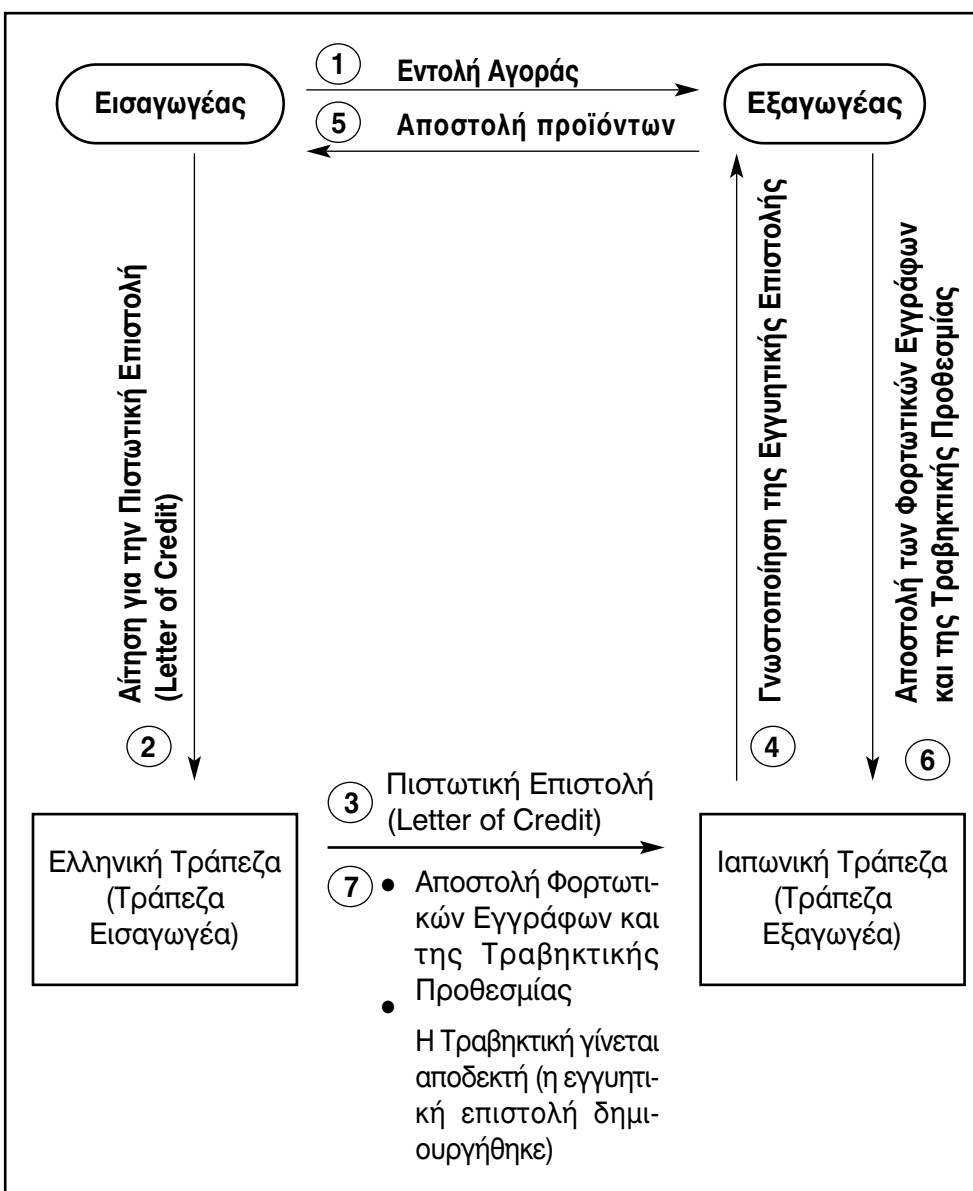 Εισαγωγέας
1 Εντολή Αγοράς
5 Αποστολή προϊόντων
Εξαγωγέας
Αίτηση για την Πιστωτική Επιστολή
(Letter of Credit)
2
Γνωστοποίηση της Εγγυητικής Επιστολής
4
Αποστολή των Φορτωτικών Εγγράφων
και της Τραβηκτικής Προθεσμίας
6
Ελληνική Τράπεζα
(Τράπεζα
Εισαγωγέα)
3 Πιστωτική Επιστολή
(Letter of Credit)
7 • Αποστολή Φορτωτι-
κών Εγγράφων και
της Τραβηκτικής
Προθεσμίας
•
Η Τραβηκτική γίνεται
αποδεκτή (η εγγυητι-
κή επιστολή δημι-
ουργήθηκε)
Ιαπωνική Τράπεζα
(Τράπεζα
Εξαγωγέα)